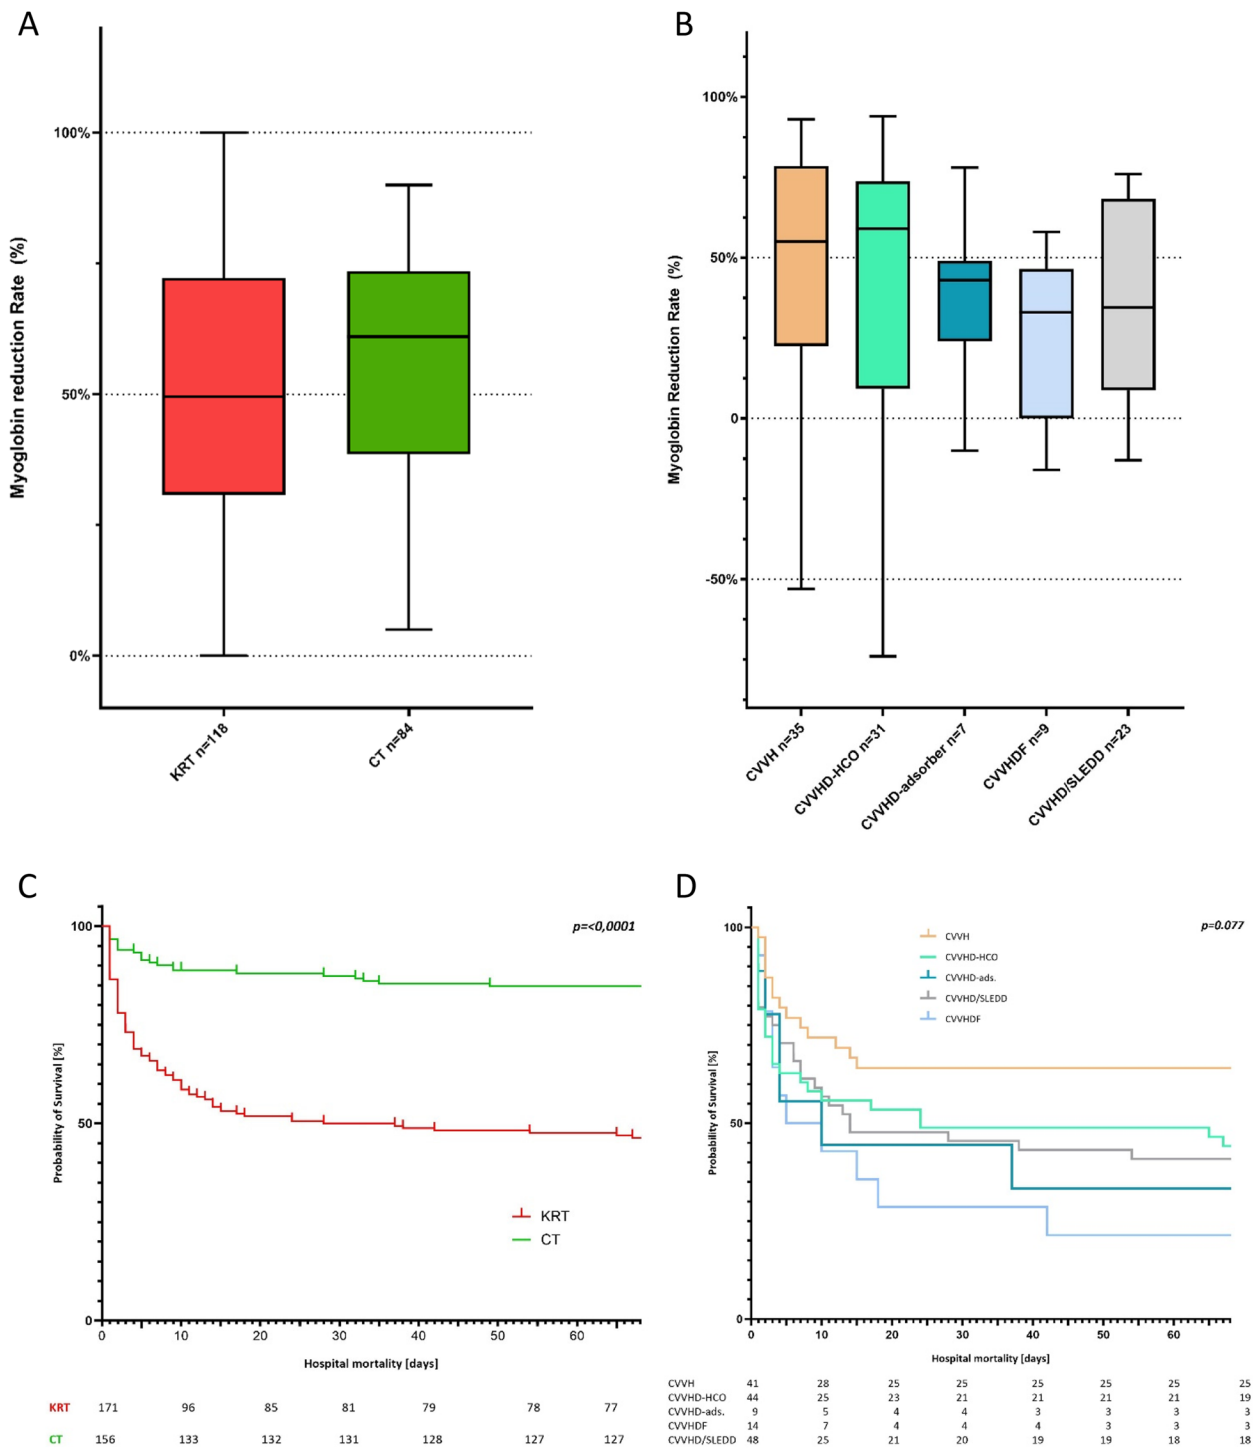 A
100%
50%
0%
Myoglobin reduction Rate (%)
KRT n=118
CT n=84
B
100%
50%
0
-50%
Myoglobin Reduction Rate (%)
CVVH n=35
CVVHD-HCO n=31
CVVHD-adsorber n=7
CVVHDF n=9
CVVHD/SLEDD n=23
C
p=<0,0001
100
50
0
Probability of Survival [%]
KRT
CT
0 10 20 30 40 50 60
Hospital mortality [days]
KRT 171 96 85 81 79 78 77
CT 156 133 132 131 128 127 127
D
p=0.077
CVVH
CVVHD-HCO
CVVHD-ads.
CVVHD/SLEDD
CVVHDF
100
50
0
Probability of Survival [%]
0 10 20 30 40 50 60
Hospital mortality [days]
CVVH 41 28 25 25 25 25 25 25
CVVHD-HCO 44 25 23 21 21 21 21 19
CVVHD-ads. 9 5 4 4 3 3 3 3
CVVHDF 14 7 4 4 4 3 3 3
CVVHD/SLEDD 48 25 21 20 19 19 18 18